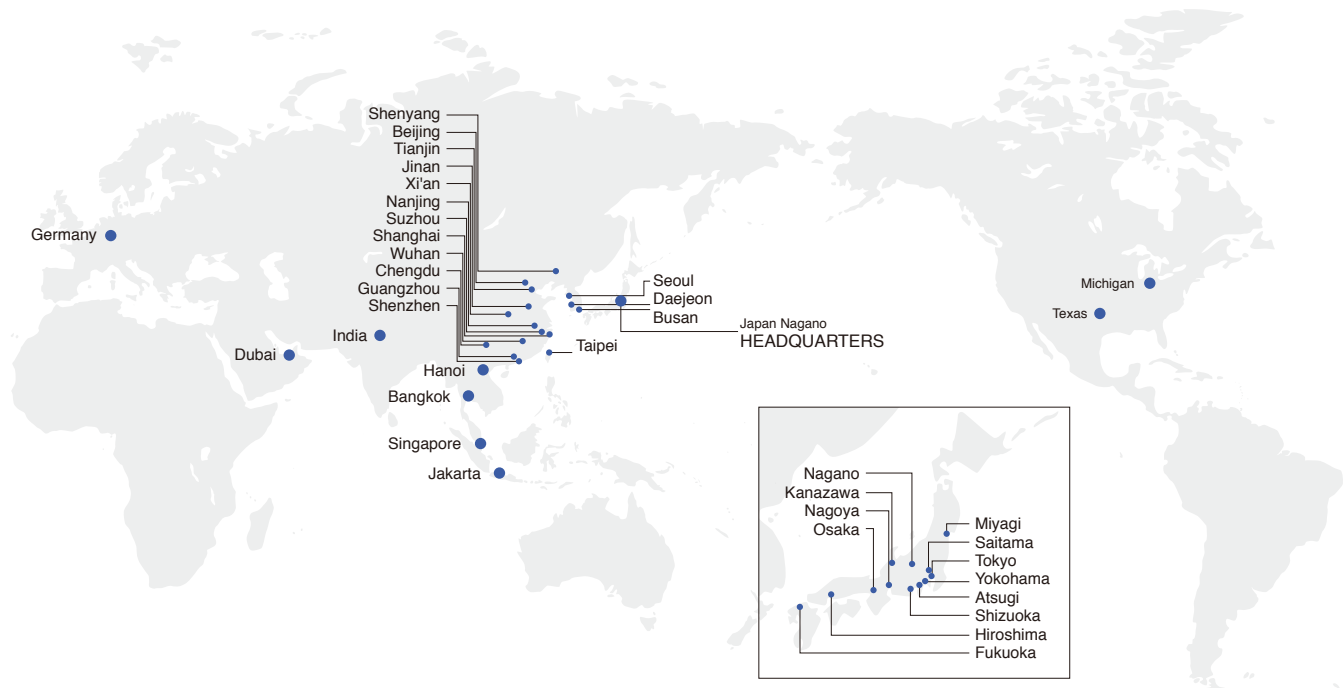 Shenyang
Beijing
Tianjin
Jinan
Xi'an
Nanjing
Suzhou
Shanghai
Wuhan
Chengdu
Guangzhou
Shenzhen
Germany
India
Dubai
Hanoi
Bangkok
Singapore
Jakarta
Seoul
Daejeon
Busan
Japan Nagano
HEADQUARTERS
Taipei
Michigan
Texas
Nagano
Kanazawa
Nagoya
Osaka
Miyagi
Saitama
Tokyo
Yokohama
Atsugi
Shizuoka
Hiroshima
Fukuoka